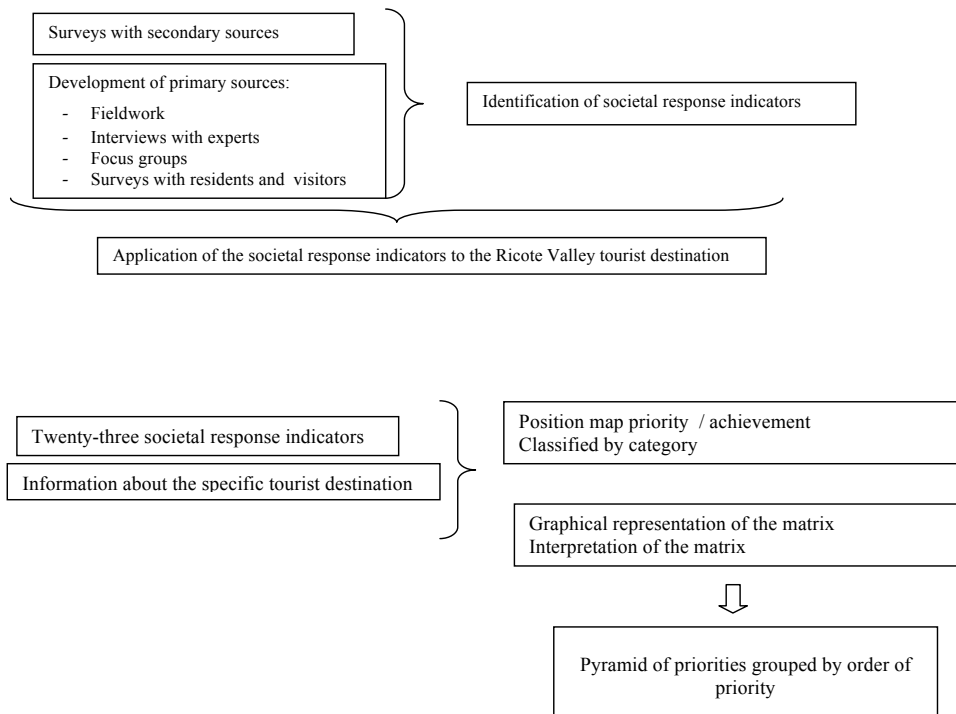 Surveys with secondary sources
Development of primary sources:
- Fieldwork
- Interviews with experts
- Focus groups
- Surveys with residents and visitors
Identification of societal response indicators
Application of the societal response indicators to the Ricote Valley tourist destination
Twenty-three societal response indicators
Information about the specific tourist destination
Position map priority / achievement
Classified by category
Graphical representation of the matrix
Interpretation of the matrix
Pyramid of priorities grouped by order of
priority